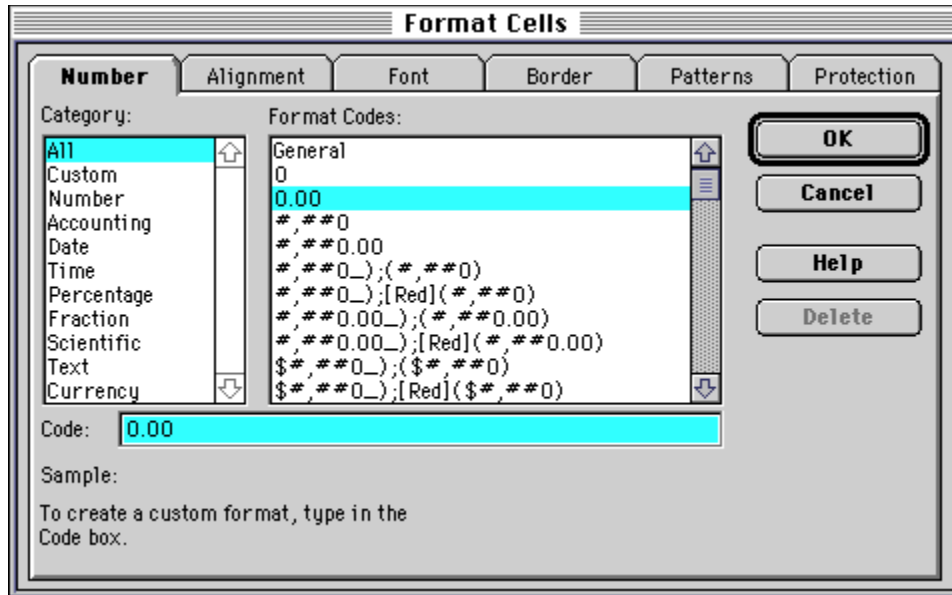 Format Cells
Number Alignment Font Border Patterns Protection
Category:
All
Custom
Number
Accounting
Date
Time
Percentage
Fraction
Scientific
Text
Currency
Format Codes:
General
0
0.00
#,##0
#,##0.00
#,##0_);(#,##0)
#,##0_);[Red](#,##0)
#,##0.00_);(#,##0.00)
#,##0.00_);[Red](#,##0.00)
$#,##0_);($#,##0)
$#,##0_);[Red]($#,##0)
OK
Cancel
Help
Delete
Code: 0.00
Sample:
To create a custom format, type in the
Code box.